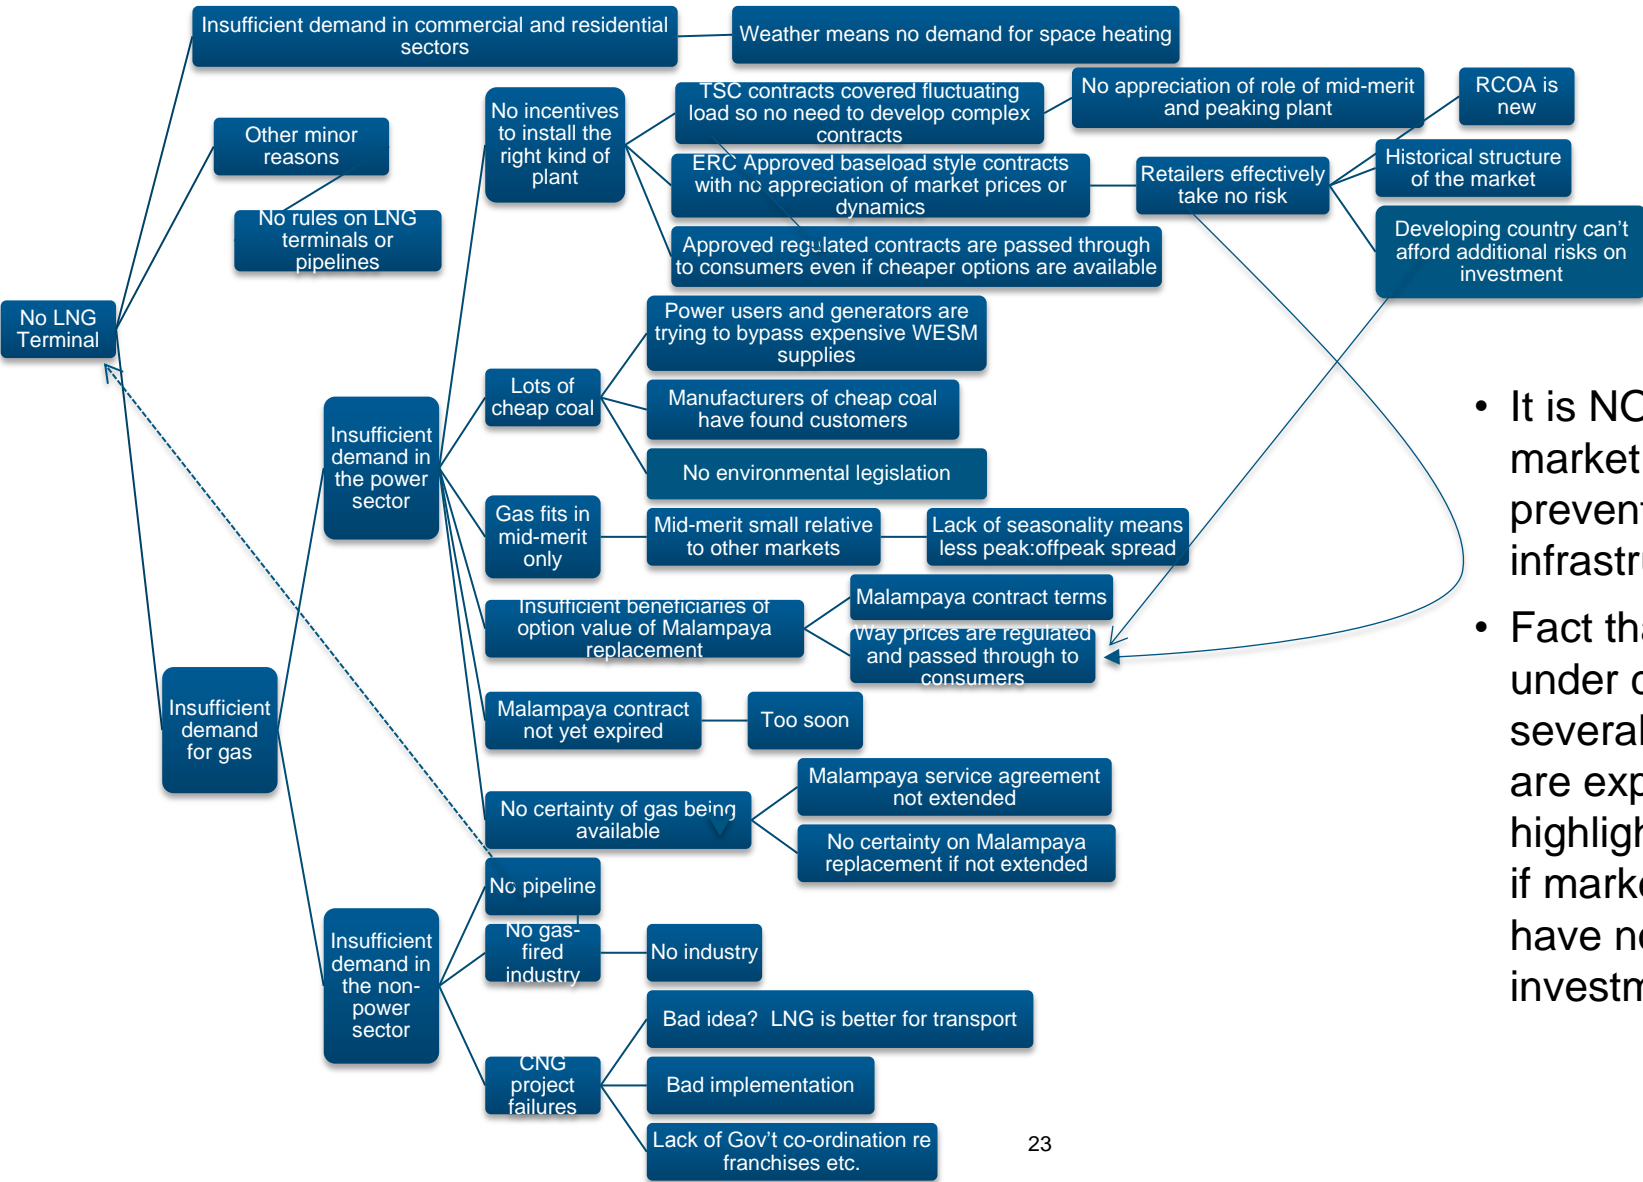 Insufficient demand in commercial and residential
sectors
Weather means no demand for space heating
Other minor
reasons
No rules on LNG
terminals or
pipelines
No LNG
Terminal
No incentives
to install the
right kind of
plant
TSC contracts covered fluctuating
load so no need to develop complex
contracts
No appreciation of role of mid-merit
and peaking plant
RCOA is
new
ERC Approved baseload style contracts
with no appreciation of market prices or
dynamics
Retailers effectively
take no risk
Historical structure
of the market
Approved regulated contracts are passed through
to consumers even if cheaper options are available
Developing country can't
afford additional risks on
investment
Insufficient
demand in
the power
sector
Lots of
cheap coal
Power users and generators are
trying to bypass expensive WESM
supplies
Manufacturers of cheap coal
have found customers
No environmental legislation
Gas fits in
mid-merit
only
Mid-merit small relative
to other markets
Lack of seasonality means
less peak:offpeak spread
Insufficient beneficiaries of
option value of Malampaya
replacement
Malampaya contract terms
Way prices are regulated
and passed through to
consumers
Malampaya contract
not yet expired
Too soon
Insufficient
demand
for gas
No certainty of gas being
available
Malampaya service agreement
not extended
No certainty on Malampaya
replacement if not extended
Insufficient
demand in
the non-
power
sector
No pipeline
No gas-
fired
industry
No industry
CNG
project
failures
Bad idea? LNG is better for transport
Bad implementation
Lack of Gov't co-ordination re
franchises etc.
• It is
market
• Fact
under
are
if
have
23